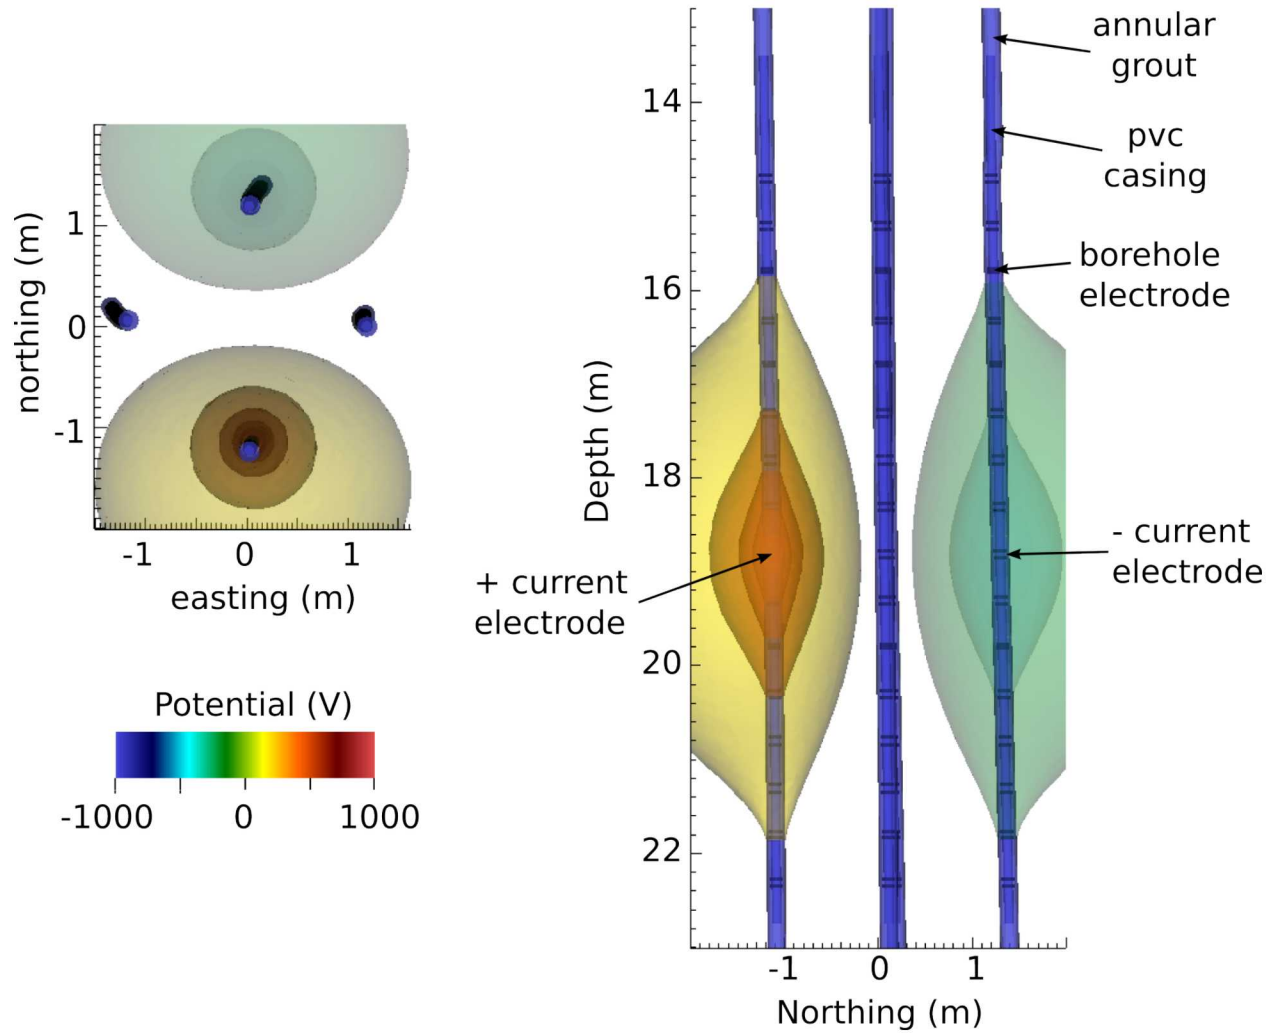 1
0
-1
northing (m)
-1
0
1
easting (m)
Potential (V)
-1000
0
1000
14
16
18
20
22
Depth (m)
-1
0
1
Northing (m)
annular
grout
pvc
casing
borehole
electrode
- current
electrode
+ current
electrode